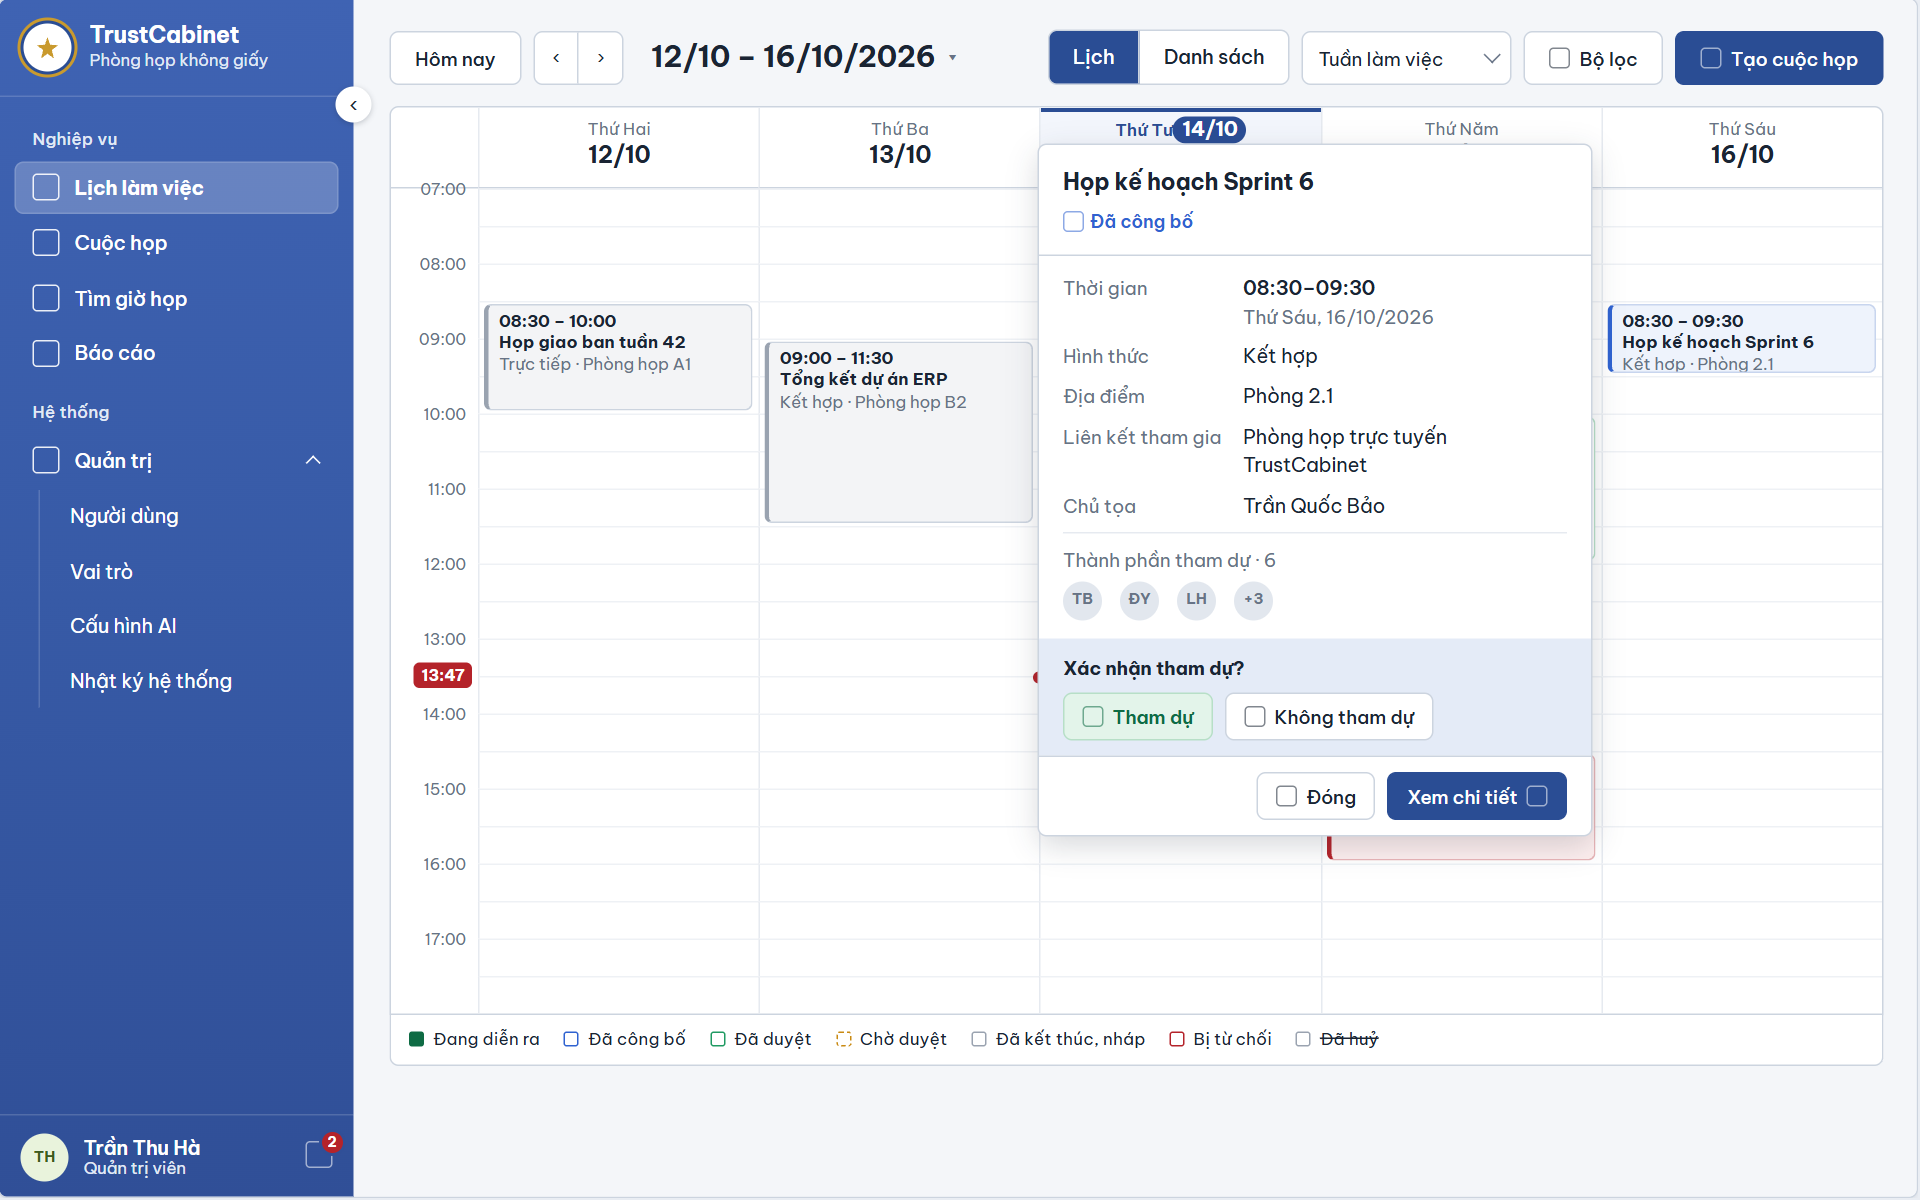 TrustCabinet
Phòng họp không giấy
Nghiệp vụ
Lịch làm việc
Cuộc họp
Tìm giờ họp
Báo cáo
Hệ thống
Quản trị
Người dùng
Vai trò
Cấu hình AI
Nhật ký hệ thống
TH
Trần Thu Hà
Quản trị viên
2
Hôm nay
12/10 – 16/10/2026
Lịch
Danh sách
Tuần làm việc
Bộ lọc
Tạo cuộc họp
Thứ Hai
12/10
Thứ Ba
13/10
Thứ Tư 14/10
Thứ Năm
Thứ Sáu
16/10
07:00
08:00
09:00
10:00
11:00
12:00
13:00
13:47
14:00
15:00
16:00
17:00
08:30 – 10:00
Họp giao ban tuần 42
Trực tiếp · Phòng họp A1
09:00 – 11:30
Tổng kết dự án ERP
Kết hợp · Phòng họp B2
08:30 – 09:30
Họp kế hoạch Sprint 6
Kết hợp · Phòng 2.1
Họp kế hoạch Sprint 6
Đã công bố
Thời gian
08:30–09:30
Thứ Sáu, 16/10/2026
Hình thức
Kết hợp
Địa điểm
Phòng 2.1
Liên kết tham gia
Phòng họp trực tuyến
TrustCabinet
Chủ tọa
Trần Quốc Bảo
Thành phần tham dự · 6
TB
ĐY
LH
+3
Xác nhận tham dự?
Tham dự
Không tham dự
Đóng
Xem chi tiết
Đang diễn ra
Đã công bố
Đã duyệt
Chờ duyệt
Đã kết thúc, nháp
Bị từ chối
Đã huỷ